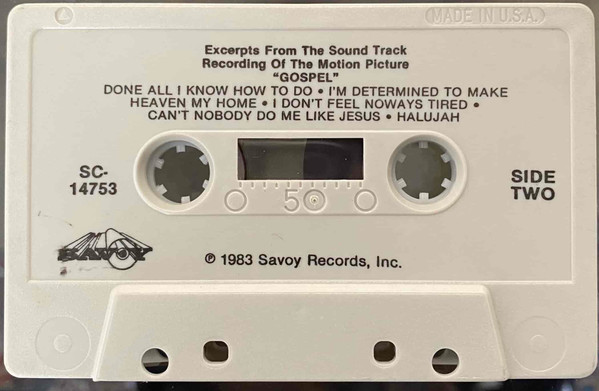 MADE IN U.S.A.
Excerpts From The Sound Track
Recording Of The Motion Picture
"GOSPEL"
DONE ALL I KNOW HOW TO DO • I'M DETERMINED TO MAKE
HEAVEN MY HOME • I DON'T FEEL NOWAYS TIRED •
CAN'T NOBODY DO ME LIKE JESUS • HALUJAH
SC-
14753
SIDE
TWO
50
SAVOY
℗ 1983 Savoy Records, Inc.